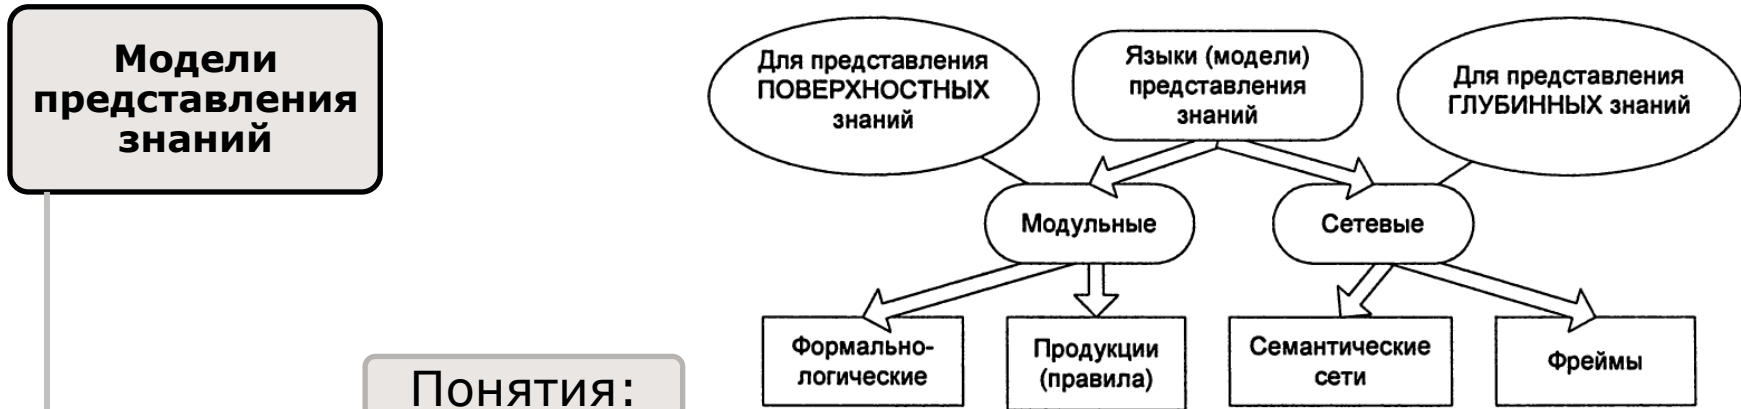 Модели
представления
знаний
Для представления
ПОВЕРХНОСТНЫХ
знаний
Языки (модели)
представления
знаний
Для представления
ГЛУБИННЫХ знаний
Модульные
Сетевые
Формально-
логические
Продукции
(правила)
Семантические
сети
Фреймы
Понятия: